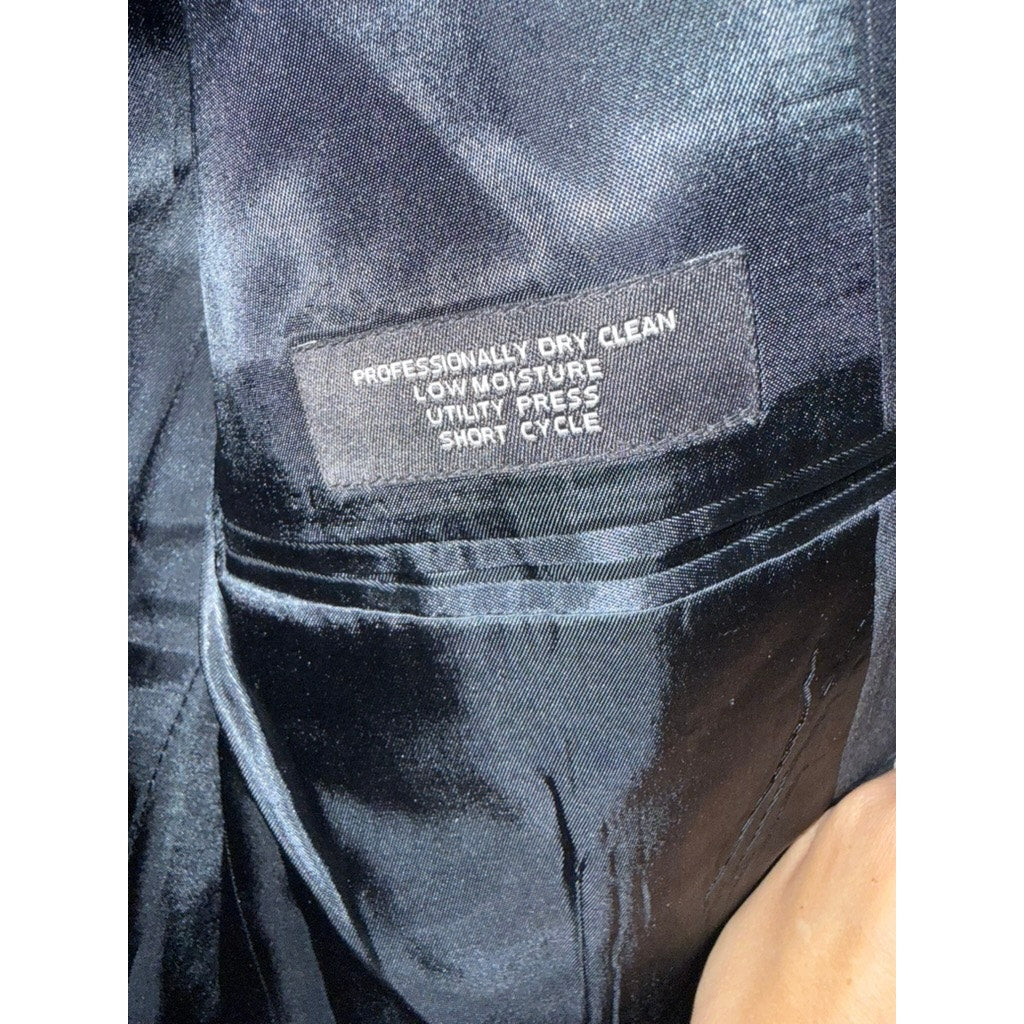 PROFESSIONALLY DRY CLEAN
LOW MOISTURE
UTILITY PRESS
SHORT CYCLE